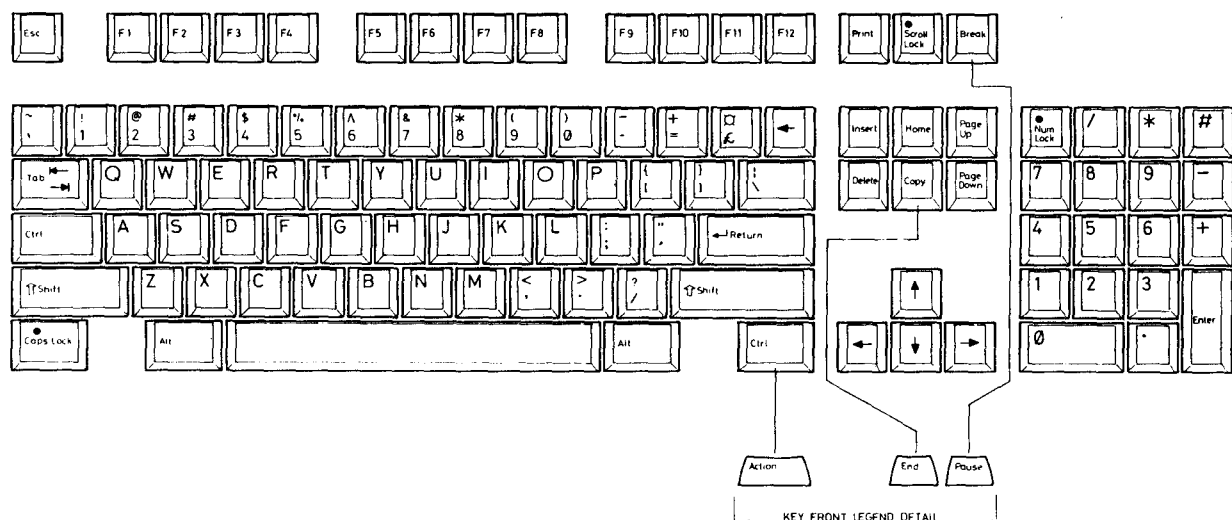 Esc F1 F2 F3 F4 F5 F6 F7 F8 F9 F10 F11 F12 Print Scroll Lock Break
~ ! @ # $ % ^ & * ( ) - + ¤
` 1 2 3 4 5 6 7 8 9 0 - = £ ← Insert Home Page Up Num Lock / * #
Tab Q W E R T Y U I O P { [ } ] ¦ \ Delete Copy Page Down 7 8 9 -
Ctrl A S D F G H J K L : ; " ' ↵ Return 4 5 6 +
⇧ Shift Z X C V B N M < , > . ? / ⇧ Shift ↑ 1 2 3 Enter
Caps Lock Alt Alt Ctrl ← ↓ → 0 .
Action End Pause
KEY FRONT LEGEND DETAIL